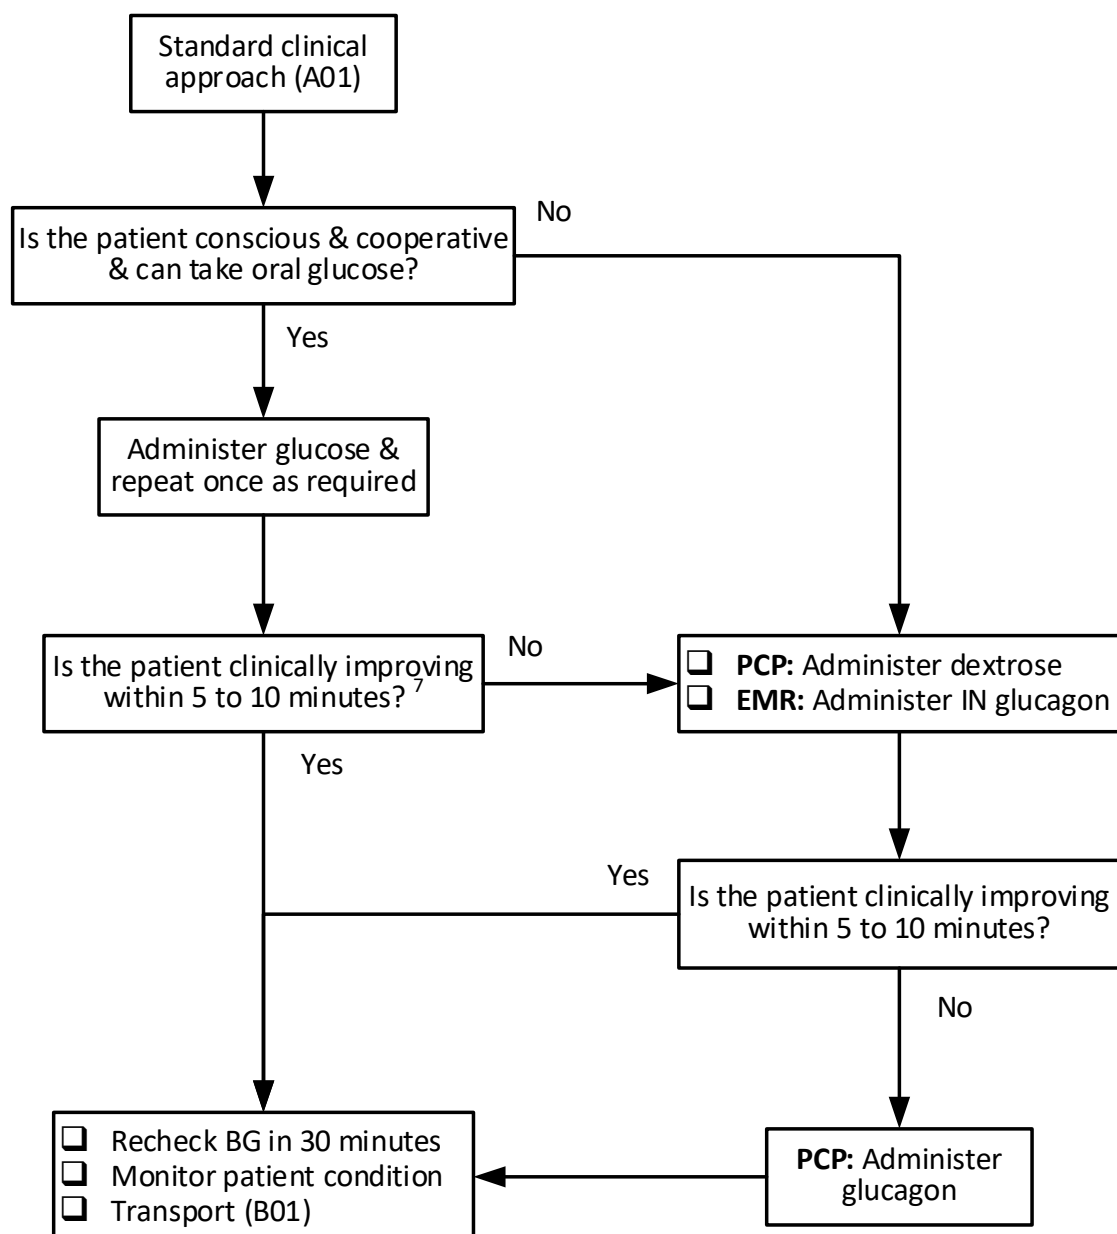 Standard clinical
approach (A01)
Is the patient conscious & cooperative
& can take oral glucose?
No
Yes
Administer glucose &
repeat once as required
Is the patient clinically improving
within 5 to 10 minutes? 7
No
❑ PCP: Administer dextrose
❑ EMR: Administer IN glucagon
Yes
Yes
Is the patient clinically improving
within 5 to 10 minutes?
No
❑ Recheck BG in 30 minutes
❑ Monitor patient condition
❑ Transport (B01)
PCP: Administer
glucagon